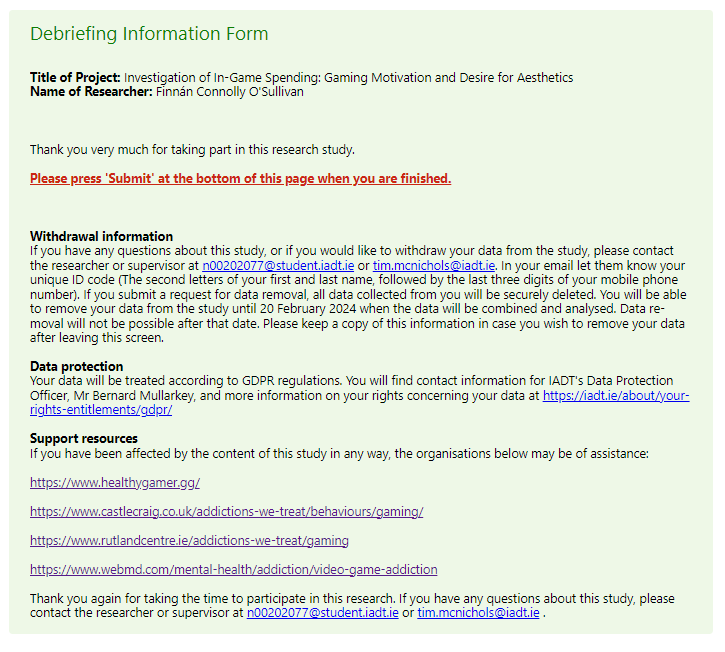 Debriefing Information Form
Title of Project: Investigation of In-Game Spending: Gaming Motivation and Desire for Aesthetics
Name of Researcher: Finnán Connolly O'Sullivan
Thank you very much for taking part in this research study.
Please press 'Submit' at the bottom of this page when you are finished.
Withdrawal information
If you have any questions about this study, or if you would like to withdraw your data from the study, please contact
the researcher or supervisor at n00202077@student.iadt.ie or tim.mcnichols@iadt.ie. In your email let them know your
unique ID code (The second letters of your first and last name, followed by the last three digits of your mobile phone
number). If you submit a request for data removal, all data collected from you will be securely deleted. You will be able
to remove your data from the study until 20 February 2024 when the data will be combined and analysed. Data re-
moval will not be possible after that date. Please keep a copy of this information in case you wish to remove your data
after leaving this screen.
Data protection
Your data will be treated according to GDPR regulations. You will find contact information for IADT's Data Protection
Officer, Mr Bernard Mullarkey, and more information on your rights concerning your data at https://iadt.ie/about/your-
rights-entitlements/gdpr/
Support resources
If you have been affected by the content of this study in any way, the organisations below may be of assistance:
https://www.healthygamer.gg/
https://www.castlecraig.co.uk/addictions-we-treat/behaviours/gaming/
https://www.rutlandcentre.ie/addictions-we-treat/gaming
https://www.webmd.com/mental-health/addiction/video-game-addiction
Thank you again for taking the time to participate in this research. If you have any questions about this study, please
contact the researcher or supervisor at n00202077@student.iadt.ie or tim.mcnichols@iadt.ie .